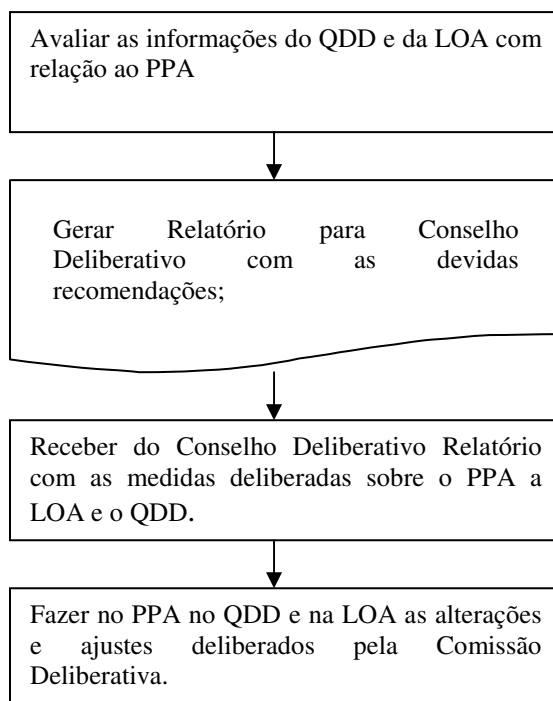 Avaliar as informações do QDD e da LOA com
relação ao PPA
Gerar Relatório para Conselho
Deliberativo com as devidas
recomendações;
Receber do Conselho Deliberativo Relatório
com as medidas deliberadas sobre o PPA a
LOA e o QDD.
Fazer no PPA no QDD e na LOA as alterações
e ajustes deliberados pela Comissão
Deliberativa.